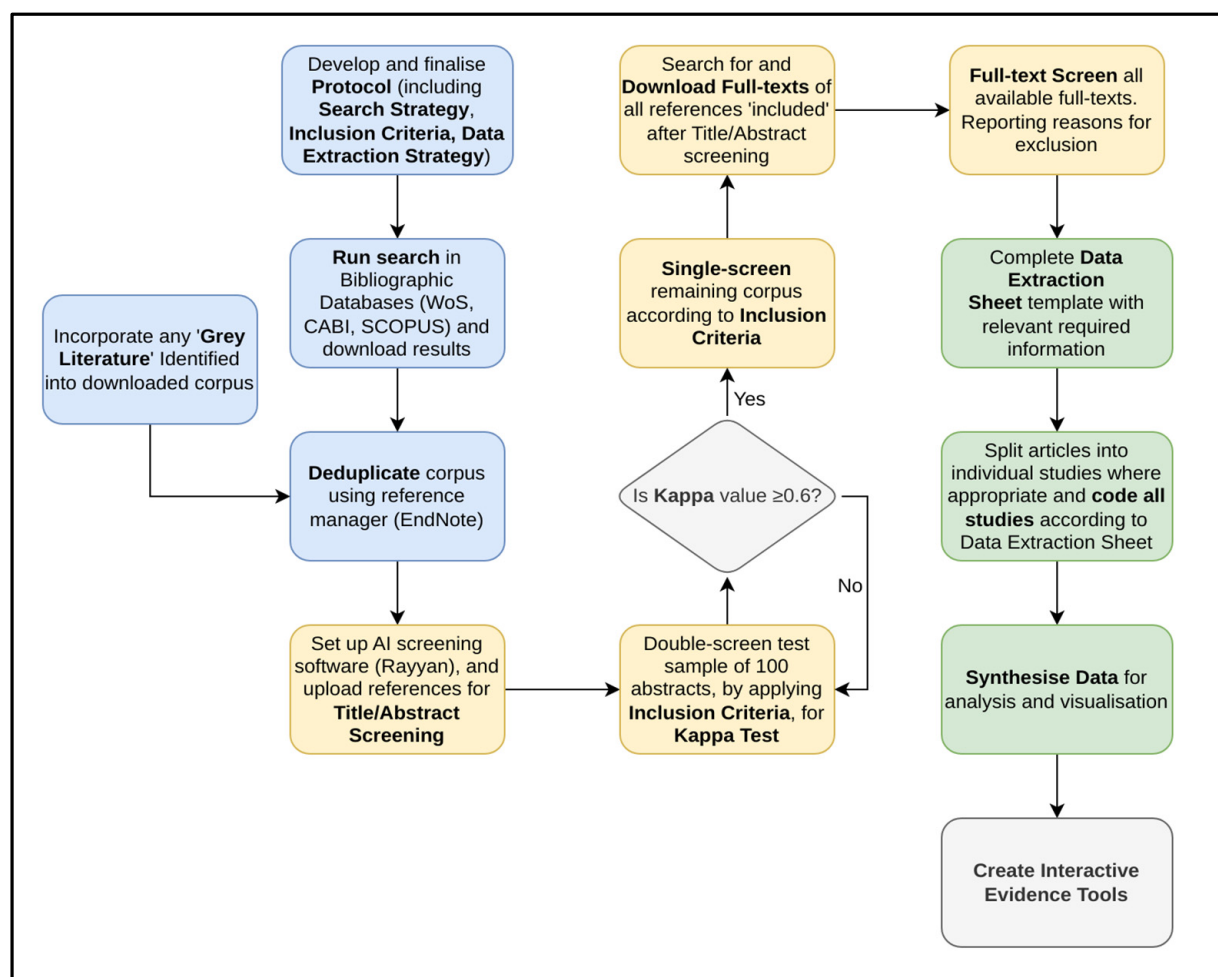 Develop and finalise
Protocol (including
Search Strategy,
Inclusion Criteria, Data
Extraction Strategy)
Run search in
Bibliographic
Databases (WoS,
CABI, SCOPUS) and
download results
Incorporate any 'Grey
Literature' Identified
into downloaded corpus
Deduplicate corpus
using reference
manager (EndNote)
Set up AI screening
software (Rayyan), and
upload references for
Title/Abstract
Screening
Double-screen test
sample of 100
abstracts, by applying
Inclusion Criteria, for
Kappa Test
Is Kappa value ≥0.6?
No
Yes
Single-screen
remaining corpus
according to Inclusion
Criteria
Search for and
Download Full-texts of
all references 'included'
after Title/Abstract
screening
Full-text Screen all
available full-texts.
Reporting reasons for
exclusion
Complete Data
Extraction
Sheet template with
relevant required
information
Split articles into
individual studies where
appropriate and code all
studies according to
Data Extraction Sheet
Synthesise Data for
analysis and visualisation
Create Interactive
Evidence Tools